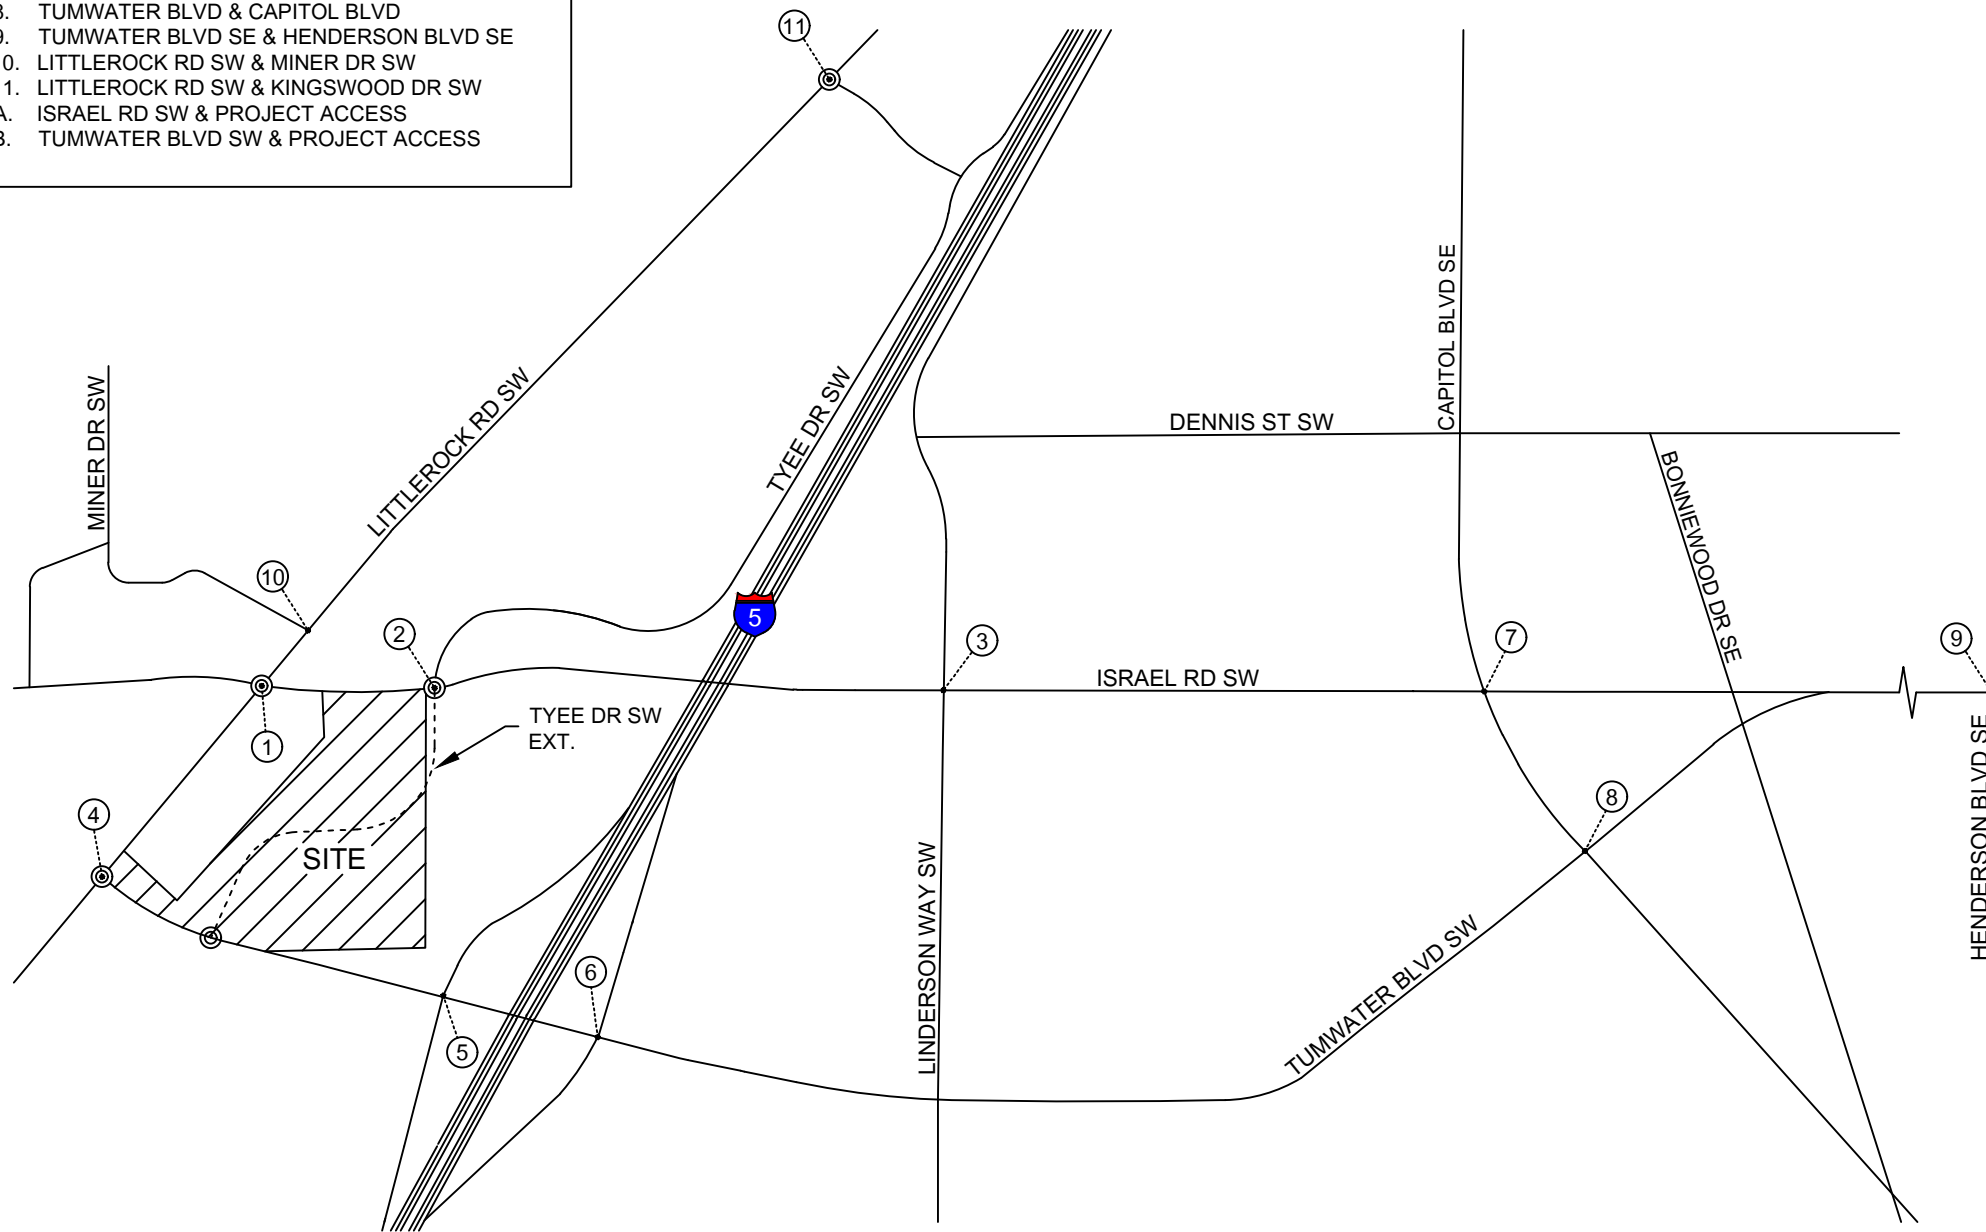 8. TUMWATER BLVD & CAPITOL BLVD
9. TUMWATER BLVD SE & HENDERSON BLVD SE
0. LITTLEROCK RD SW & MINER DR SW
1. LITTLEROCK RD SW & KINGSWOOD DR SW
A. ISRAEL RD SW & PROJECT ACCESS
B. TUMWATER BLVD SW & PROJECT ACCESS
11
CAPITOL BLVD SE
MINER DR SW
LITTLEROCK RD SW
TYEE DR SW
DENNIS ST SW
BONNIEWOOD DR SE
10
5
2
3
7
9
ISRAEL RD SW
TYEE DR SW
EXT.
1
HENDERSON BLVD SE
4
8
SITE
LINDERSON WAY SW
TUMWATER BLVD SW
6
5